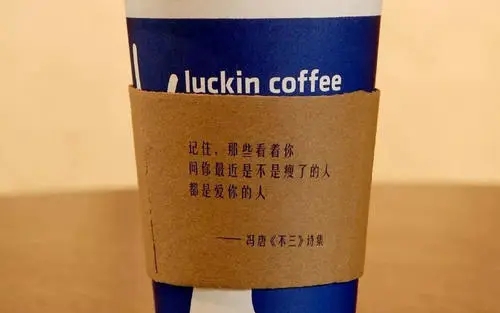 luckin coffee
记住，那些看着你
问你最近是不是瘦了的人
都是爱你的人
——冯唐《不三》诗集